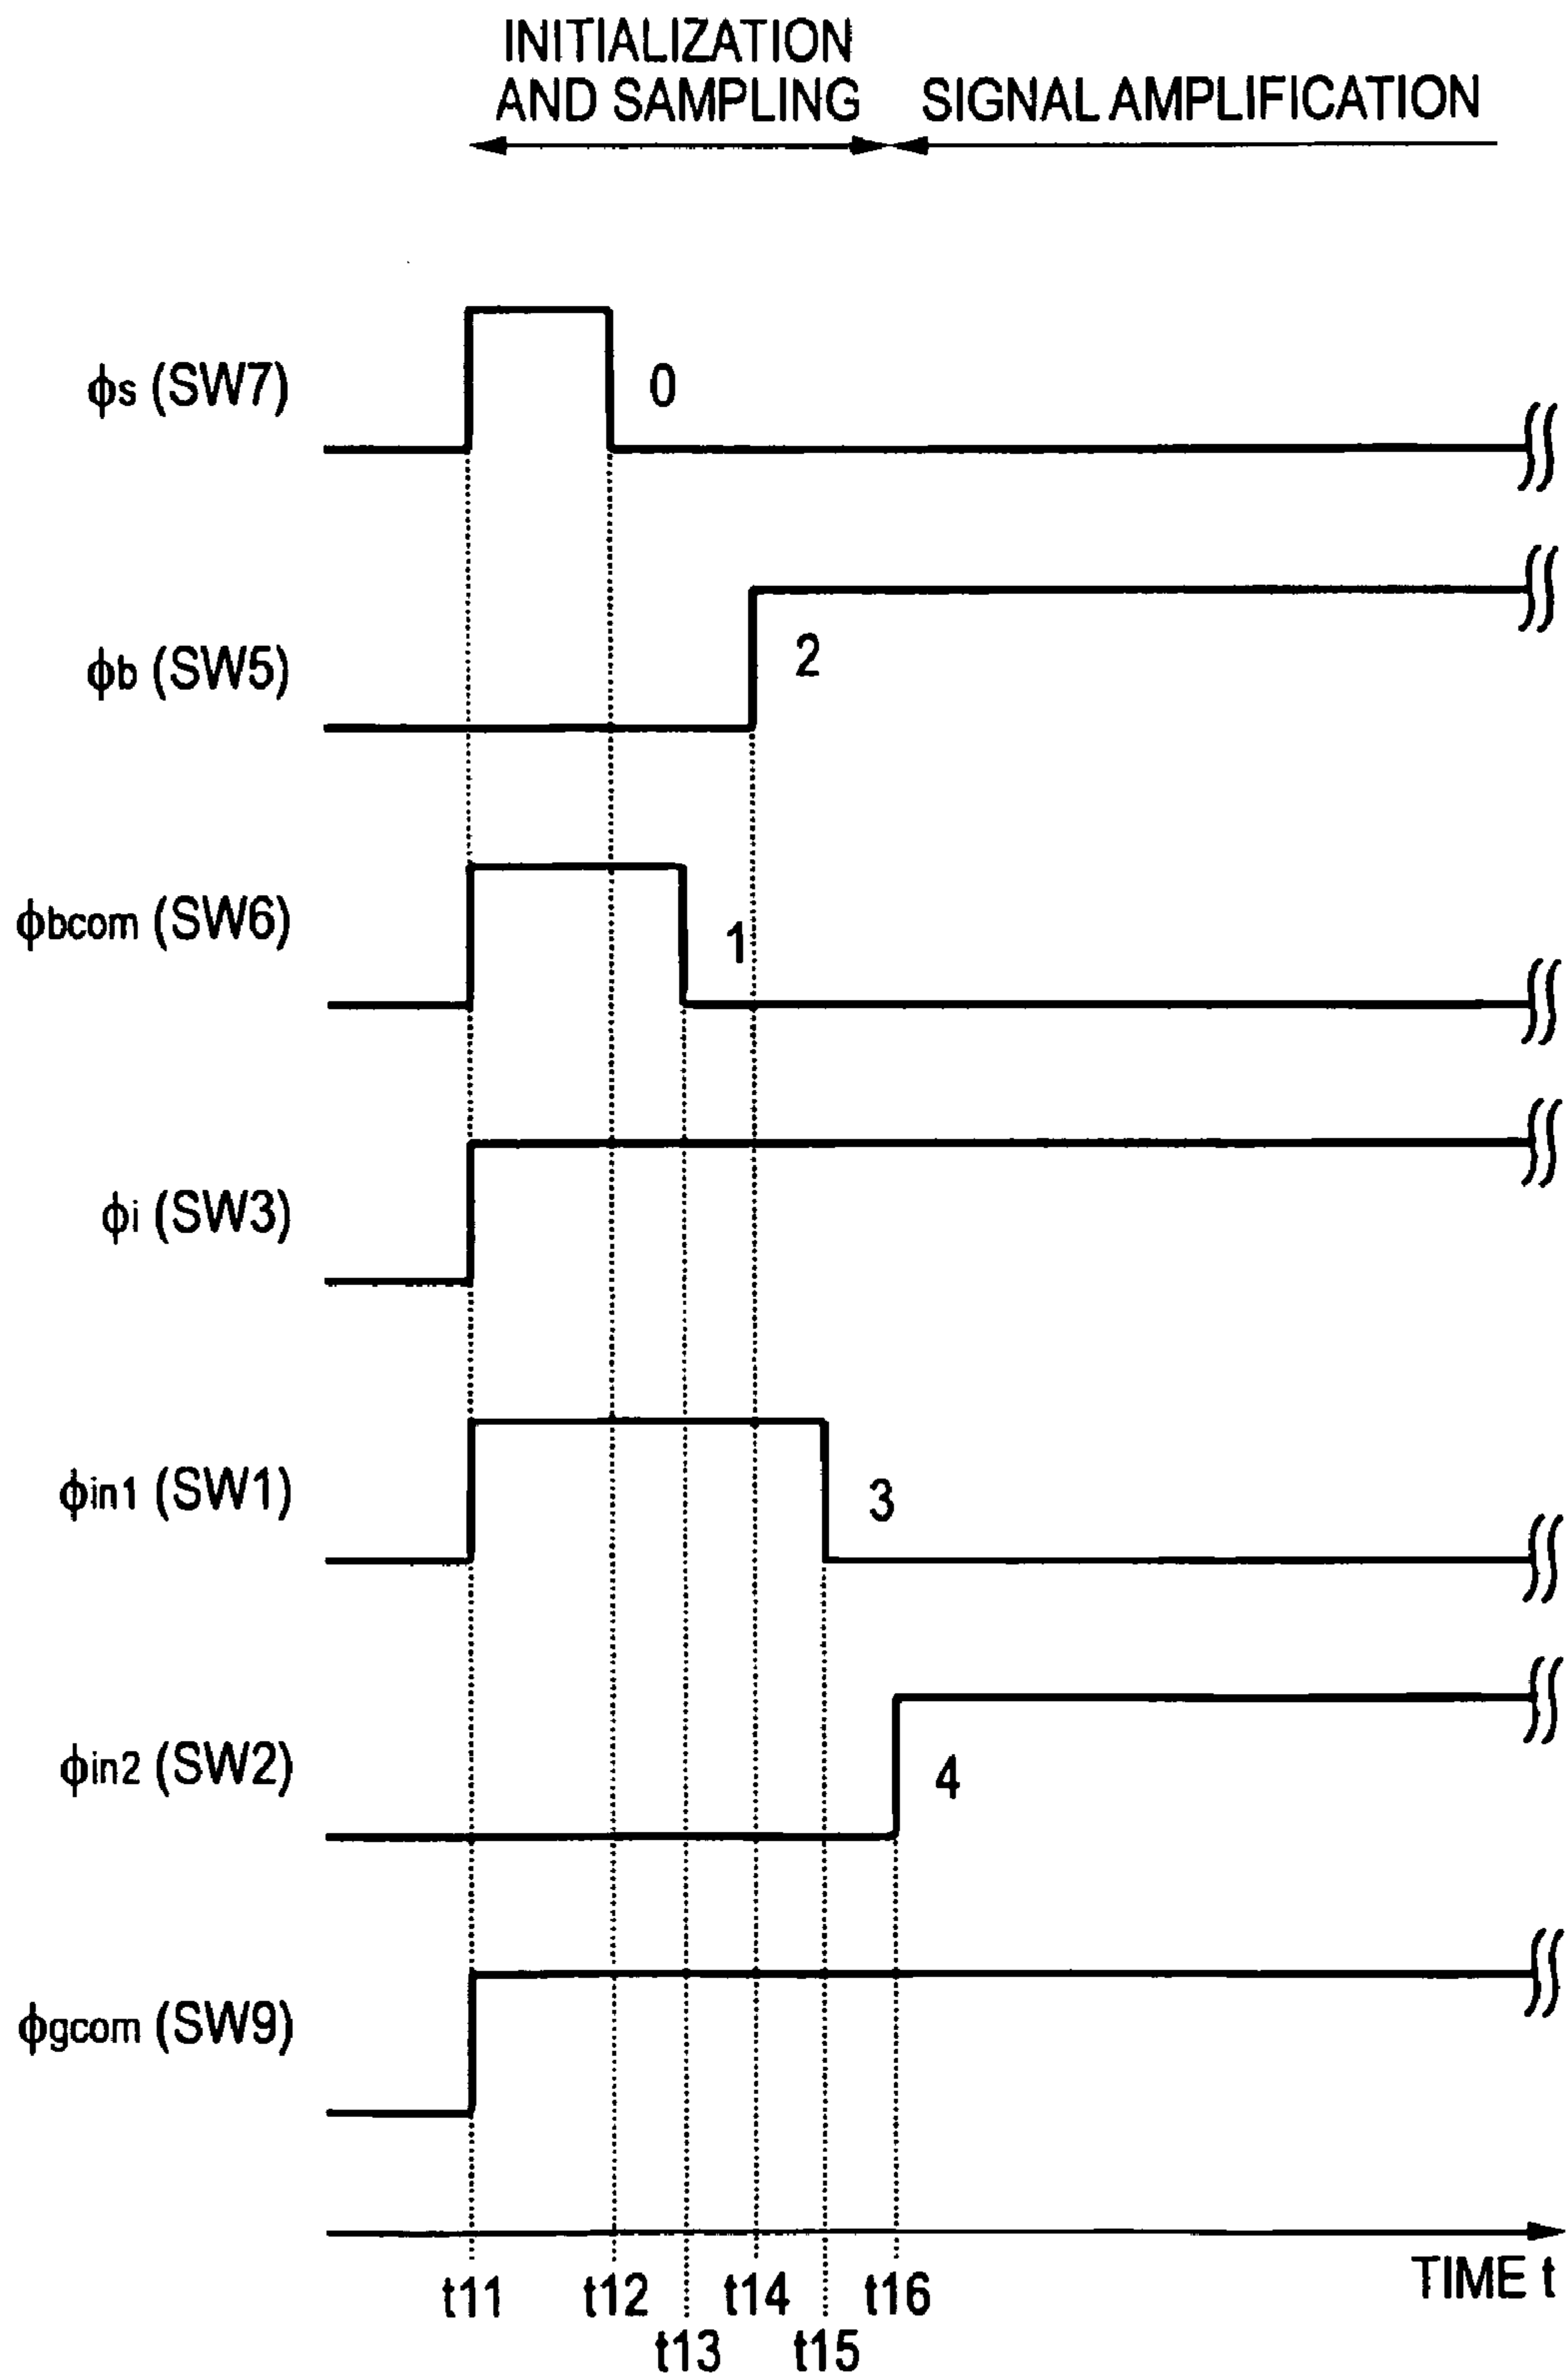 INITIALIZATION
AND SAMPLING
SIGNAL AMPLIFICATION
ϕs (SW7)
0
ϕb (SW5)
2
ϕbcom (SW6)
1
ϕi (SW3)
ϕin1 (SW1)
3
ϕin2 (SW2)
4
ϕgcom (SW9)
TIME t
t11
t12
t13
t14
t15
t16